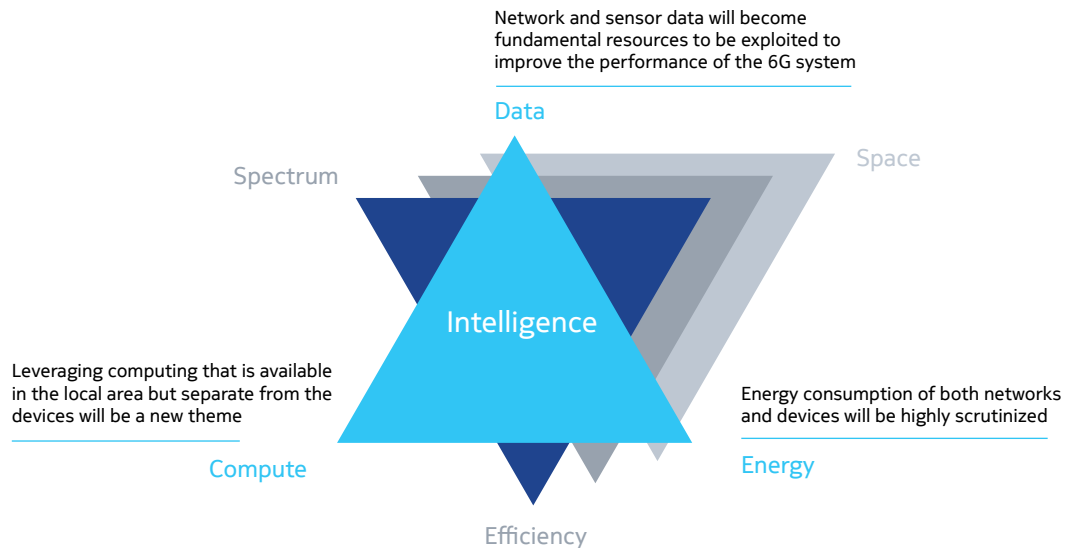 Network and sensor data will become
fundamental resources to be exploited to
improve the performance of the 6G system
Data
Spectrum
Space
Intelligence
Leveraging computing that is available
in the local area but separate from the
devices will be a new theme
Compute
Energy consumption of both networks
and devices will be highly scrutinized
Energy
Efficiency